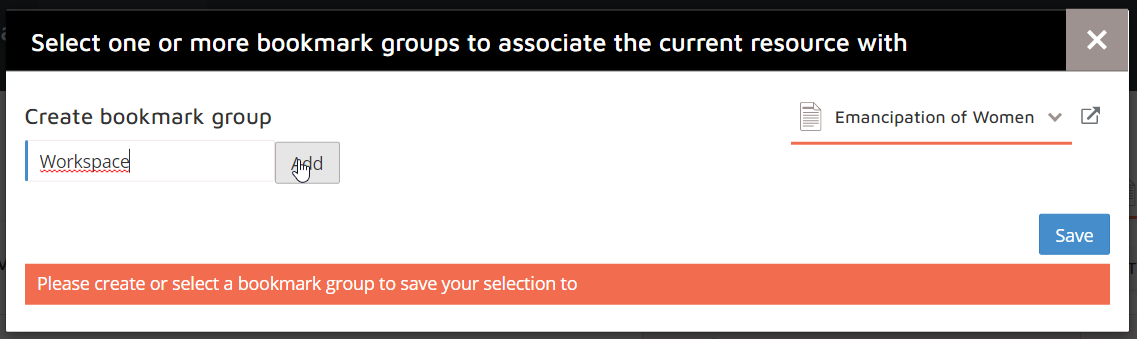 Select one or more bookmark groups to associate the current resource with
Create bookmark group
Emancipation of Women
Workspace
Add
Save
Please create or select a bookmark group to save your selection to